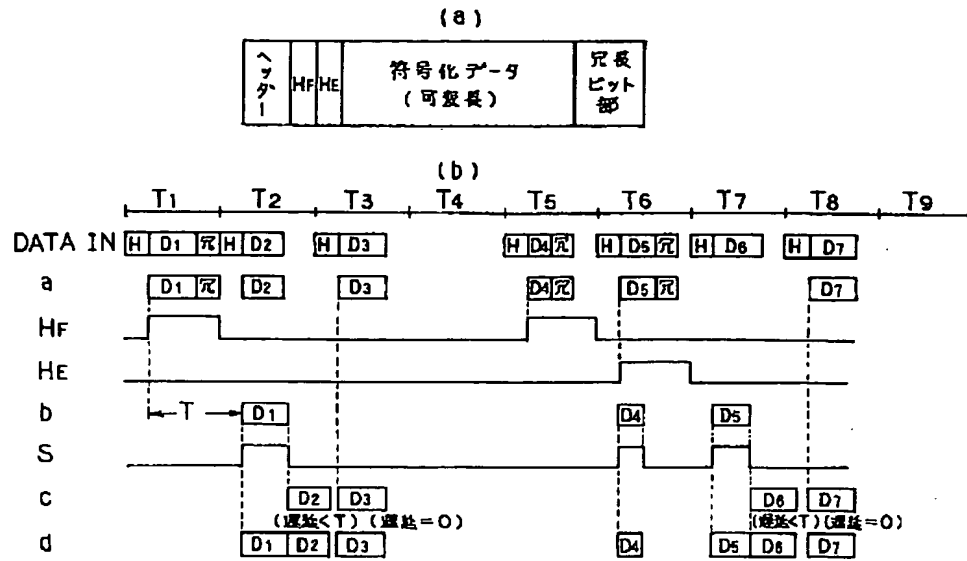 (a)
ヘッダー HF HE 符号化データ (可変長) 冗長ビット部
(b)
T1 T2 T3 T4 T5 T6 T7 T8 T9
DATA IN H D1 冗 H D2 H D3 H D4 冗 H D5 冗 H D6 H D7
a D1 冗 D2 D3 D4 冗 D5 冗 D7
HF
HE
b T D1 D4 D5
S
c D2 D3 D6 D7
(遅延<T) (遅延=0) (遅延<T) (遅延=0)
d D1 D2 D3 D4 D5 D6 D7